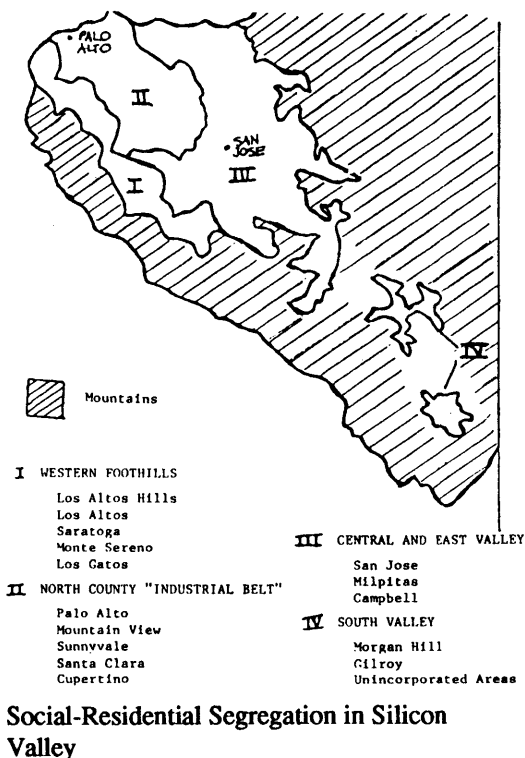 PALO
ALTO
II
SAN
JOSE
III
I
IV
Mountains
I WESTERN FOOTHILLS
Los Altos Hills
Los Altos
Saratoga
Monte Sereno
Los Gatos
II NORTH COUNTY "INDUSTRIAL BELT"
Palo Alto
Mountain View
Sunnyvale
Santa Clara
Cupertino
III CENTRAL AND EAST VALLEY
San Jose
Milpitas
Campbell
IV SOUTH VALLEY
Morgan Hill
Gilroy
Unincorporated Areas
Social-Residential Segregation in Silicon
Valley